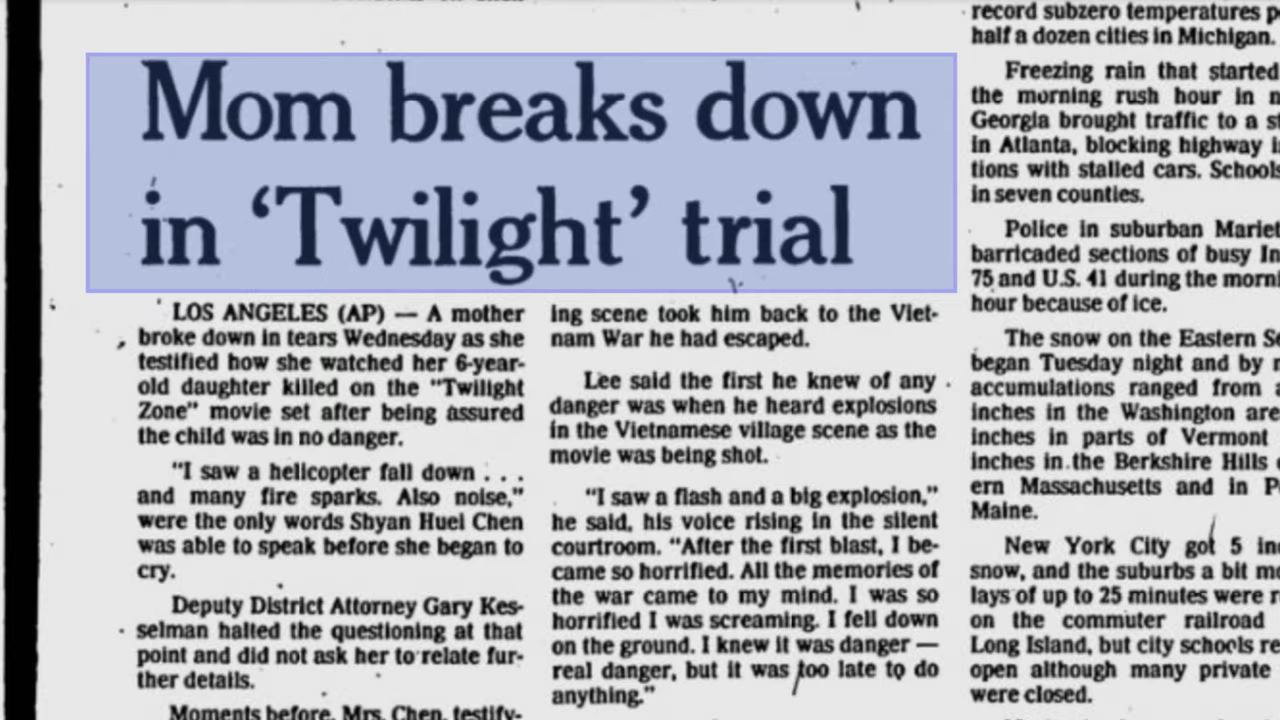 Mom breaks down
in ‘Twilight’ trial
LOS ANGELES (AP) — A mother
broke down in tears Wednesday as she
testified how she watched her 6-year-
old daughter killed on the "Twilight
Zone" movie set after being assured
the child was in no danger.
"I saw a helicopter fall down . . .
and many fire sparks. Also noise,"
were the only words Shyan Huei Chen
was able to speak before she began to
cry.
Deputy District Attorney Gary Kes-
selman halted the questioning at that
point and did not ask her to relate fur-
ther details.
Moments before, Mrs. Chen, testify-
ing scene took him back to the Viet-
nam War he had escaped.
Lee said the first he knew of any
danger was when he heard explosions
in the Vietnamese village scene as the
movie was being shot.
"I saw a flash and a big explosion,"
he said, his voice rising in the silent
courtroom. "After the first blast, I be-
came so horrified. All the memories of
the war came to my mind. I was so
horrified I was screaming. I fell down
on the ground. I knew it was danger —
real danger, but it was too late to do
anything."
record subzero temperatures
half a dozen cities in Michigan.
Freezing rain that started
the morning rush hour in
Georgia brought traffic to a
in Atlanta, blocking highway
tions with stalled cars. Schools
in seven counties.
Police in suburban
barricaded sections of busy
75 and U.S. 41 during the
hour because of ice.
The snow on the Eastern
began Tuesday night and by
accumulations ranged from
inches in the Washington
inches in parts of Vermont
inches in the Berkshire Hills
ern Massachusetts and in
Maine.
New York City got 5
snow, and the suburbs a bit
lays of up to 25 minutes were
on the commuter railroad
Long Island, but city schools
open although many private
were closed.